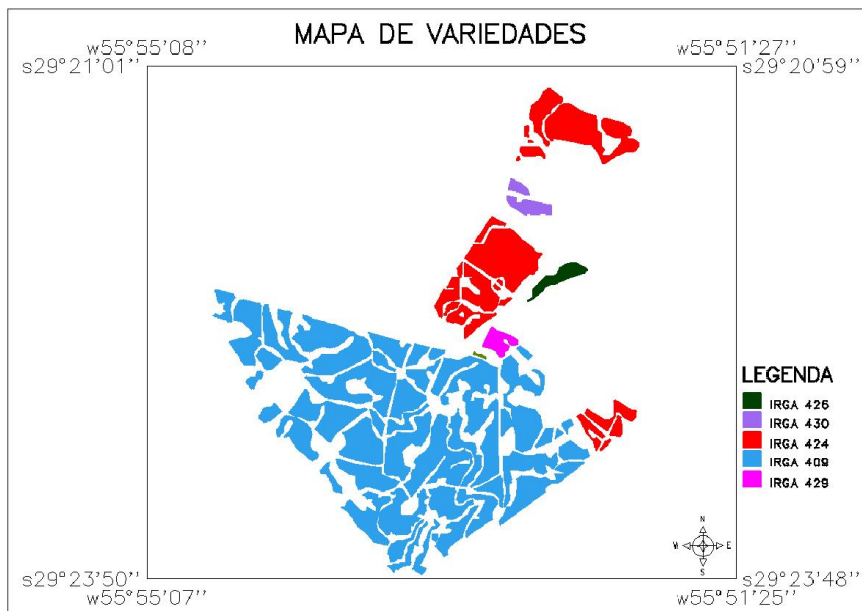 MAPA DE VARIEDADES
w55°55'08''
w55°51'27''
s29°21'01''
s29°20'59''
LEGENDA
IRGA 426
IRGA 430
IRGA 424
IRGA 409
IRGA 429
N
W
E
S
s29°23'50''
s29°23'48''
w55°55'07''
w55°51'25''